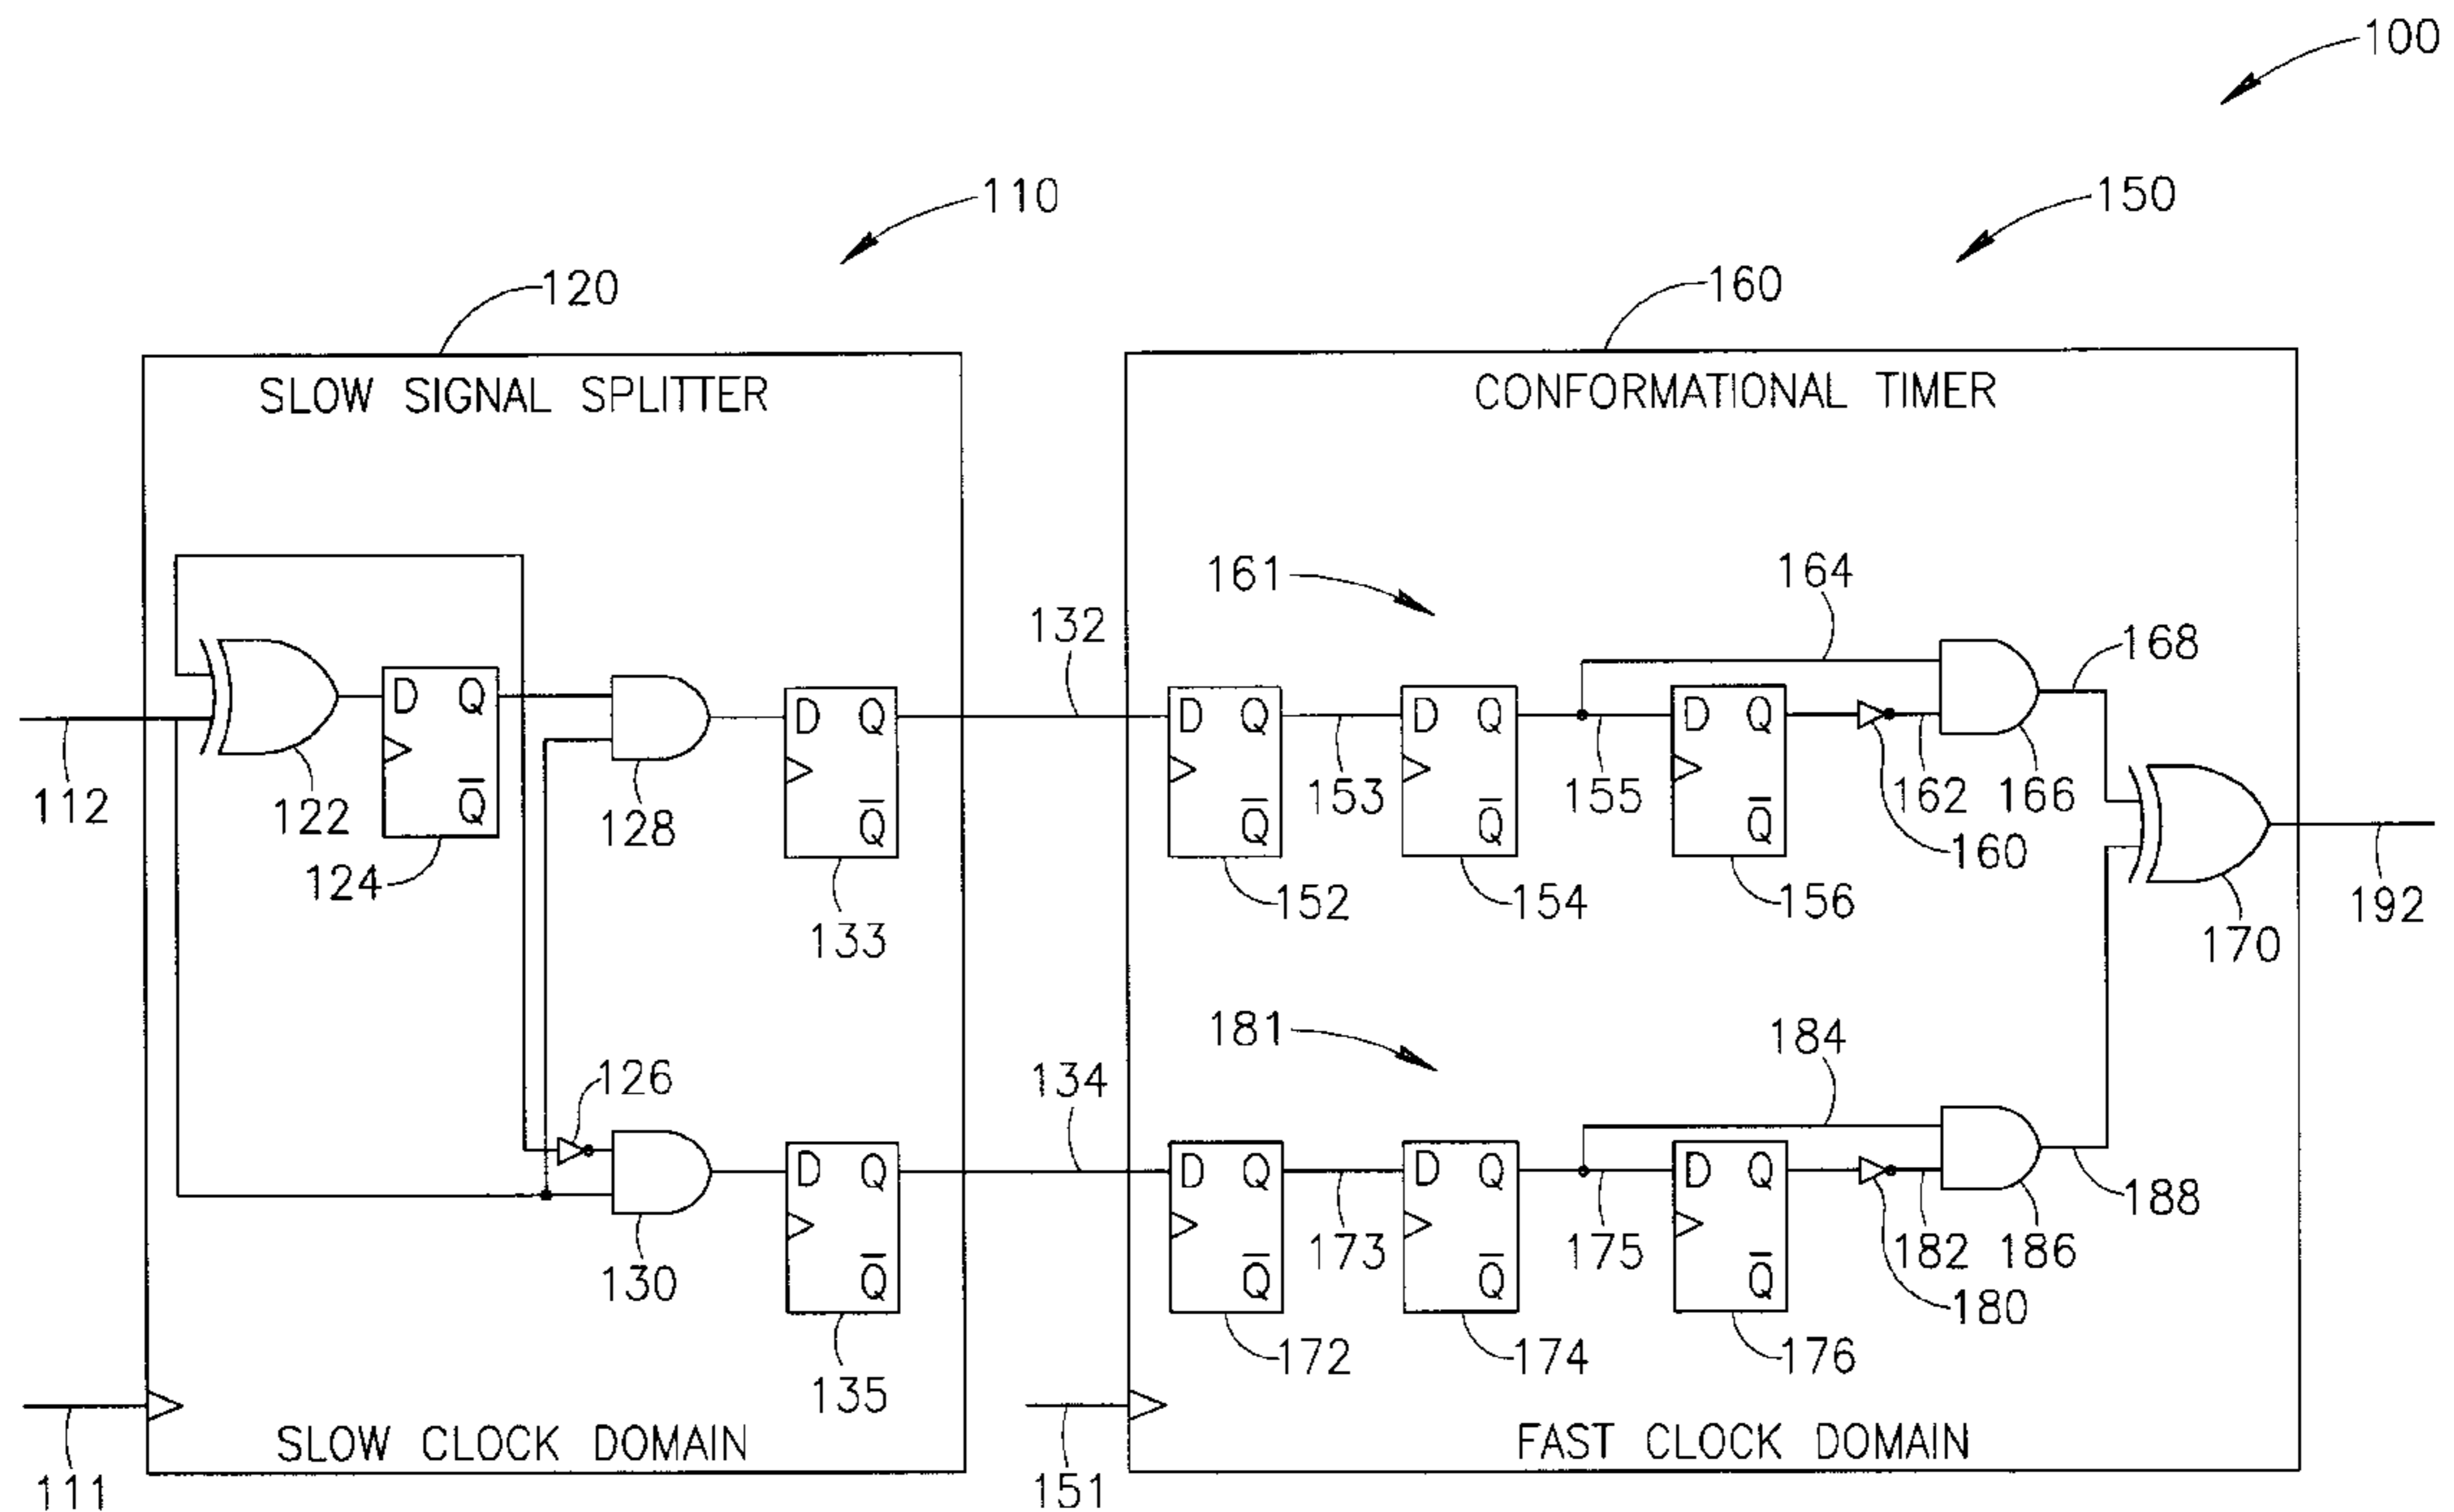 100
110
150
120
160
SLOW SIGNAL SPLITTER
CONFORMATIONAL TIMER
161
164
132
168
D Q
D Q
D Q
D Q
D Q
112
122
Q̅
128
Q̅
Q̅
153
Q̅
155
Q̅
162
166
160
124
133
152
154
156
170
192
181
184
126
134
D Q
D Q
D Q
D Q
130
Q̅
Q̅
173
Q̅
175
Q̅
182
186
188
180
135
172
174
176
SLOW CLOCK DOMAIN
FAST CLOCK DOMAIN
111
151